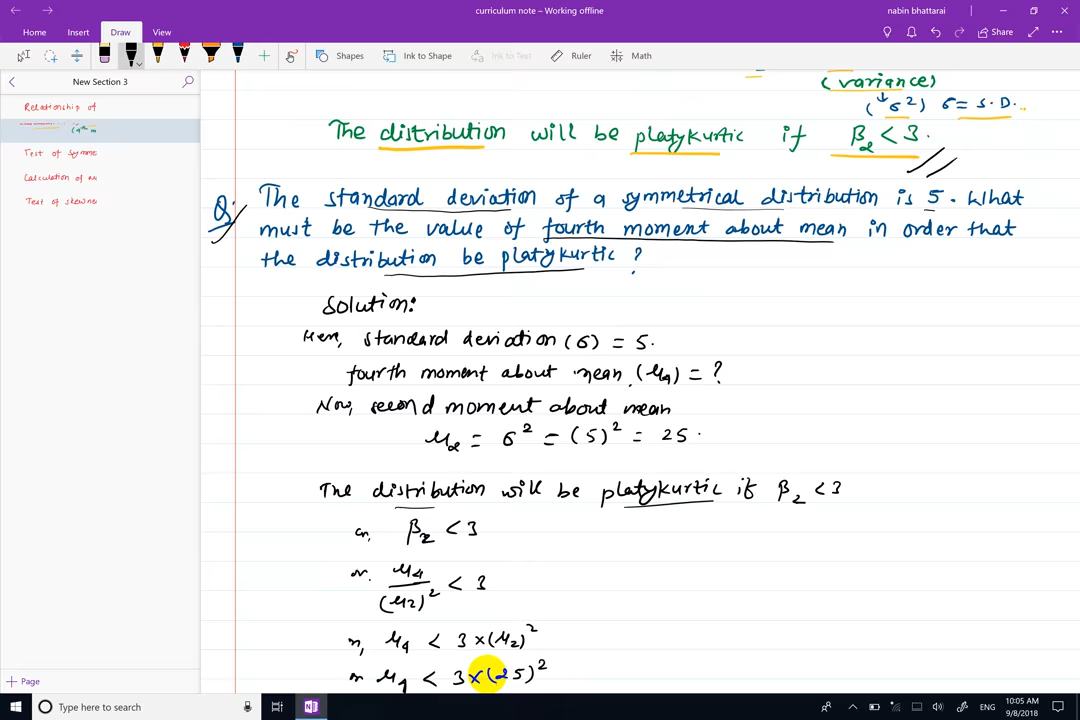 curriculum note – Working offline
nabin bhattarai
Home Insert Draw View
Share
Shapes Ink to Shape Ink to Text Ruler Math
New Section 3
Relationship of
Test of symme
Calculation of
Test of skewne
Page
(variance)
(↓σ²) σ = S.D.
The distribution will be platykurtic if β₂ < 3.
Q. The standard deviation of a symmetrical distribution is 5. What
must be the value of fourth moment about mean in order that
the distribution be platykurtic?
Solution:
Here, standard deviation (σ) = 5.
fourth moment about mean (μ₄) = ?
Now, second moment about mean
μ₂ = σ² = (5)² = 25.
The distribution will be platykurtic if β₂ < 3
or, β₂ < 3
or, μ₄/(μ₂)² < 3
or, μ₄ < 3 × (μ₂)²
or μ₄ < 3 × (25)²
Type here to search
ENG
10:05 AM
9/8/2018